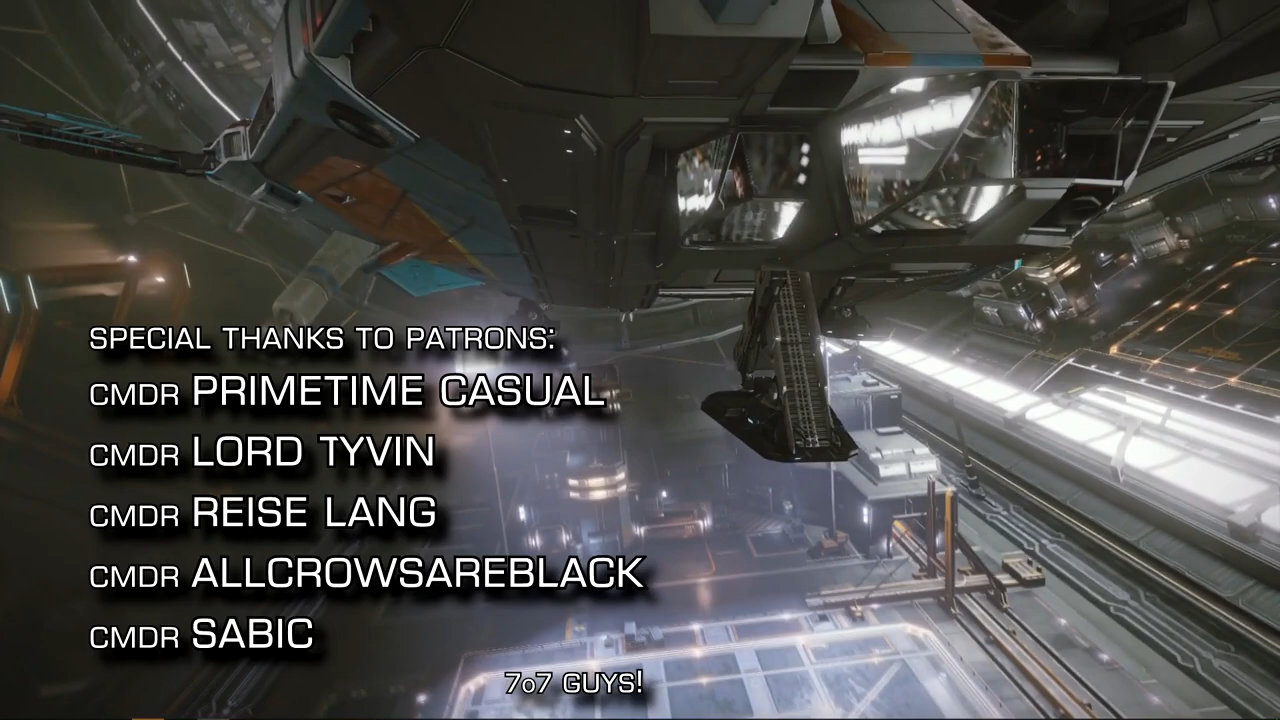 SPECIAL THANKS TO PATRONS:
CMDR PRIMETIME CASUAL
CMDR LORD TYVIN
CMDR REISE LANG
CMDR ALLCROWSAREBLACK
CMDR SABIC
7o7 GUYS!